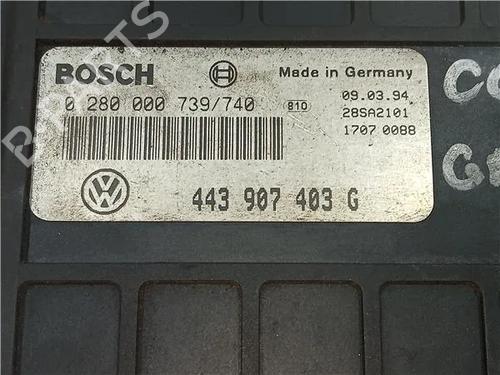 BOSCH
Made in Germany
0 280 000 739/740
810
09.03.94
28SA2101
1707 0088
443 907 403 G
B-PARTS